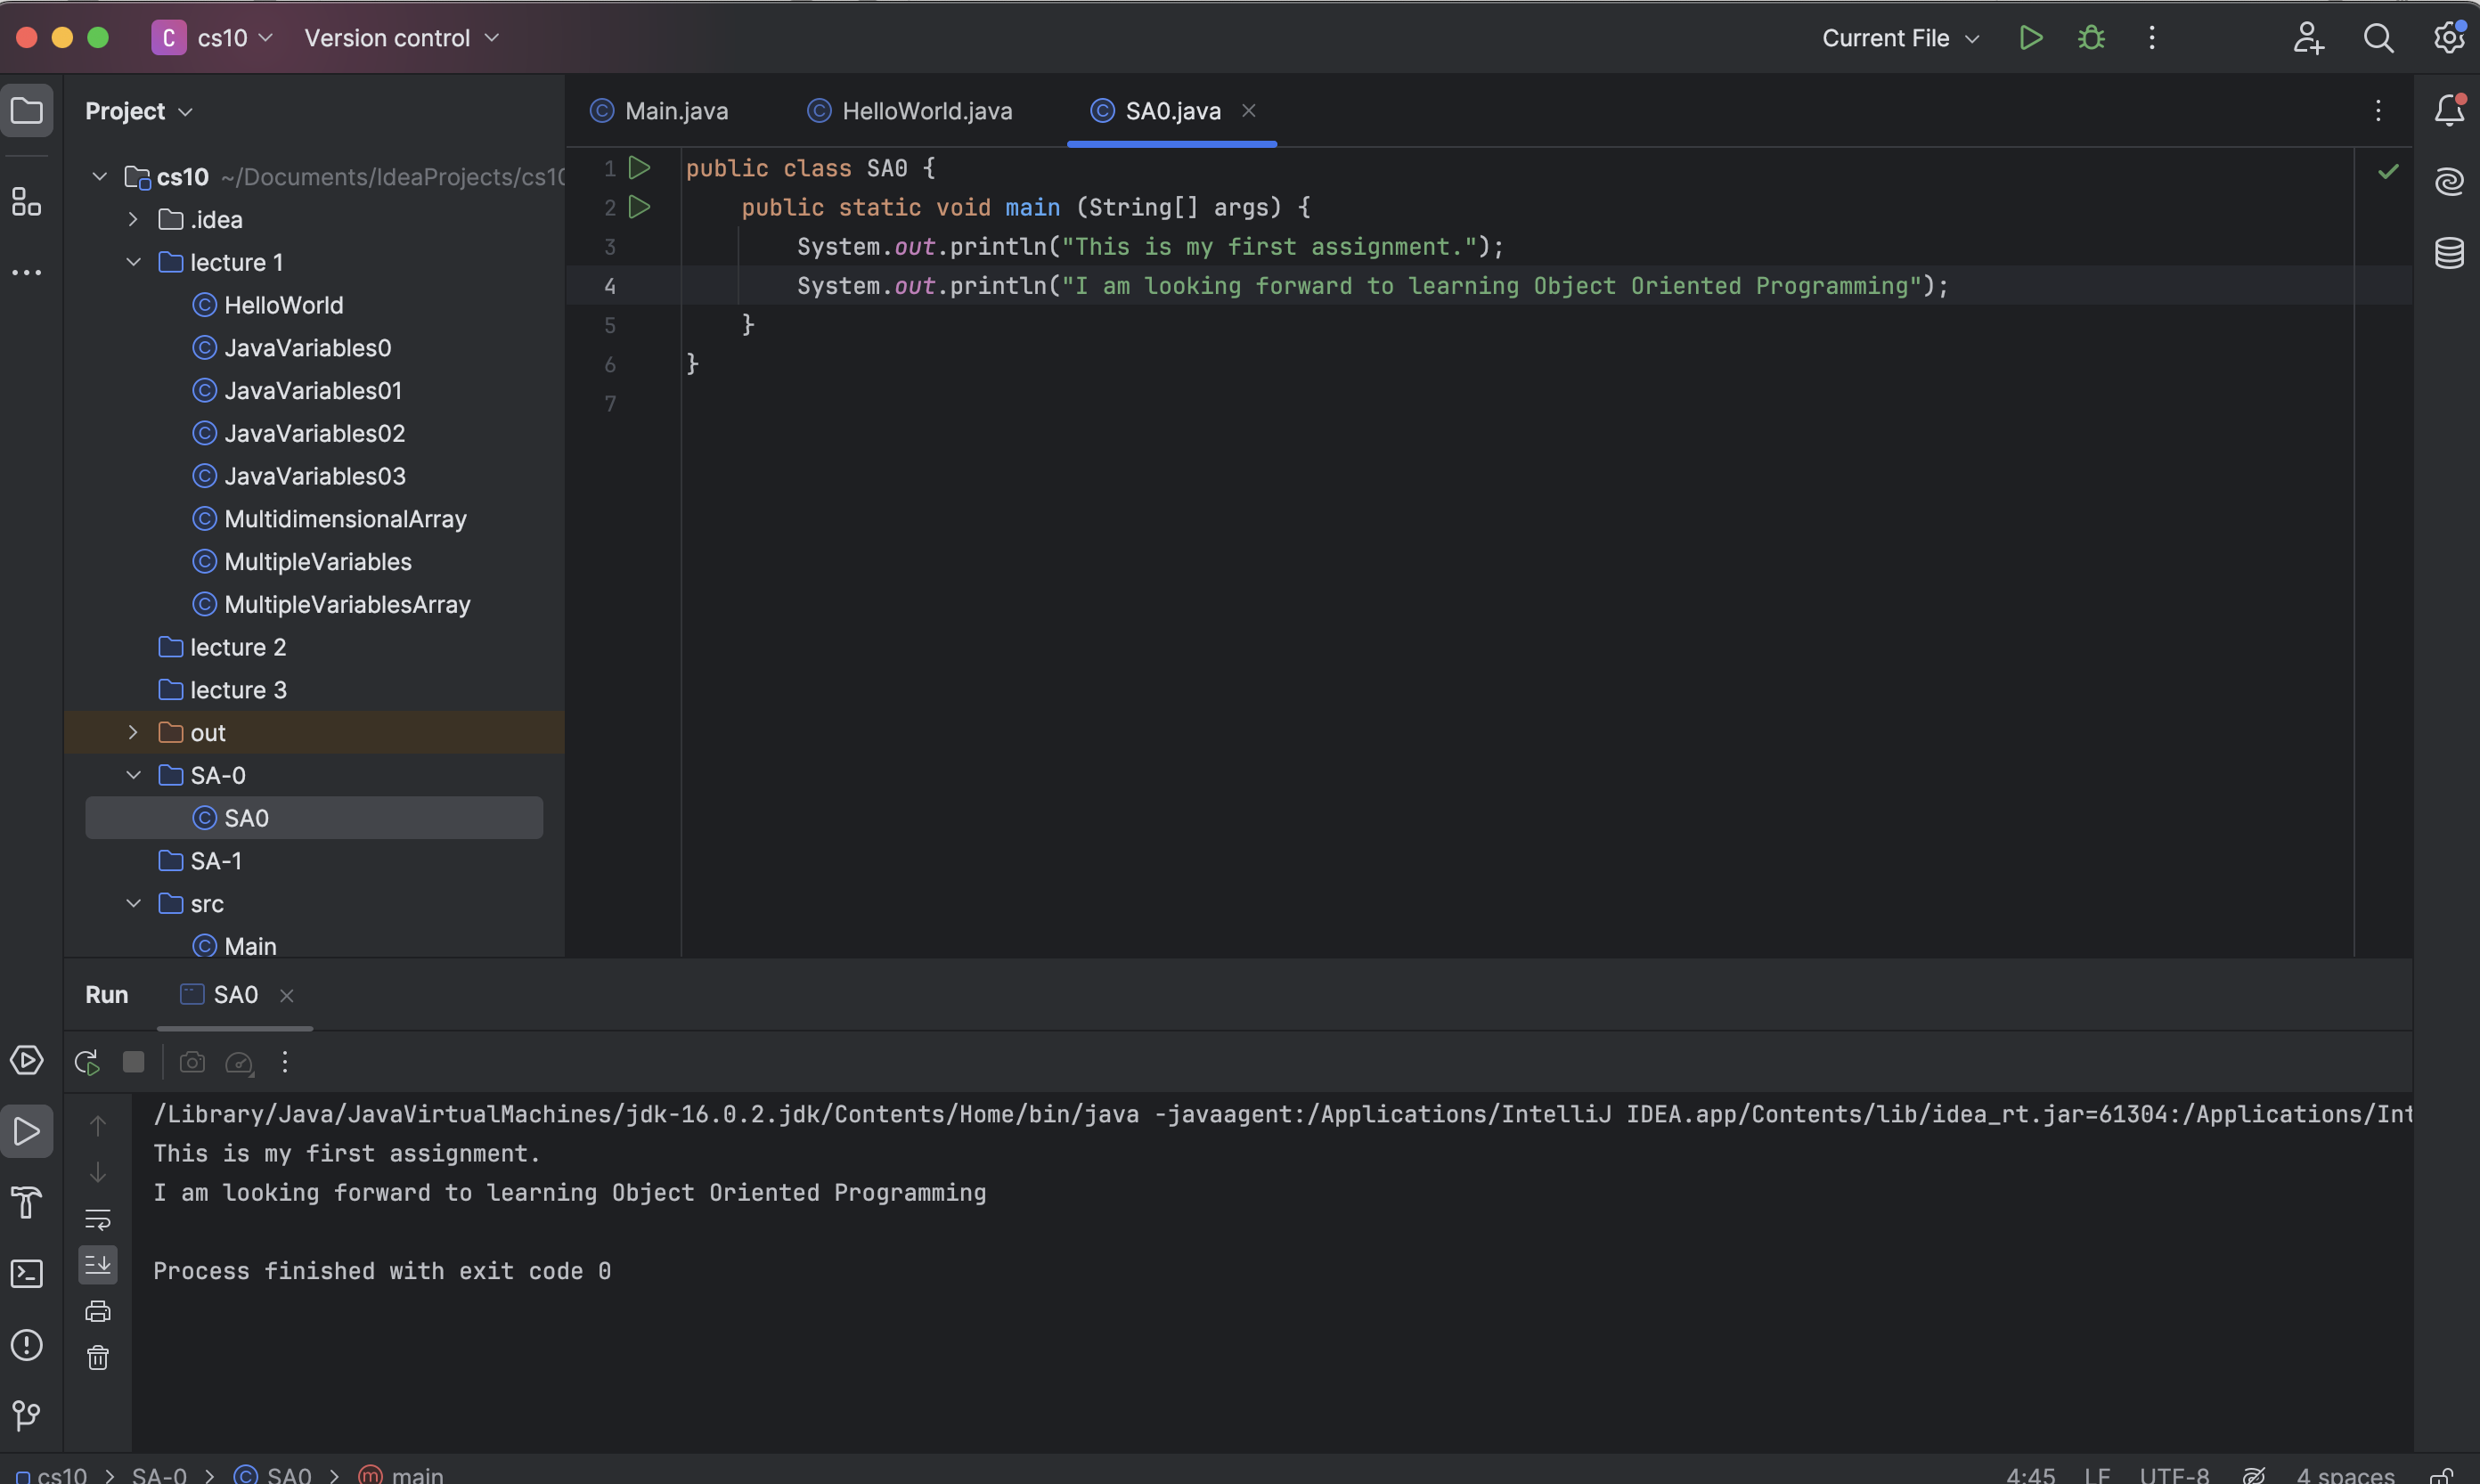 C cs10 Version control Current File
Project
Main.java HelloWorld.java SA0.java
cs10 ~/Documents/IdeaProjects/cs10
.idea
lecture 1
HelloWorld
JavaVariables0
JavaVariables01
JavaVariables02
JavaVariables03
MultidimensionalArray
MultipleVariables
MultipleVariablesArray
lecture 2
lecture 3
out
SA-0
SA0
SA-1
src
Main
1 public class SA0 {
2 public static void main (String[] args) {
3 System.out.println("This is my first assignment.");
4 System.out.println("I am looking forward to learning Object Oriented Programming");
5 }
6 }
7
Run SA0
/Library/Java/JavaVirtualMachines/jdk-16.0.2.jdk/Contents/Home/bin/java -javaagent:/Applications/IntelliJ IDEA.app/Contents/lib/idea_rt.jar=61304:/Applications/Int
This is my first assignment.
I am looking forward to learning Object Oriented Programming
Process finished with exit code 0
cs10 > SA-0 > SA0 > main 4:45 LF UTF-8 4 spaces